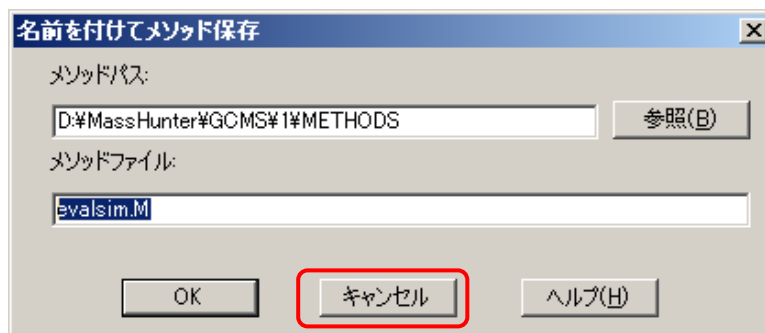 名前を付けてメソッド保存
メソッドパス:
D:¥MassHunter¥GCMS¥1¥METHODS
参照(B)
メソッドファイル:
evalsim.M
OK
キャンセル
ヘルプ(H)